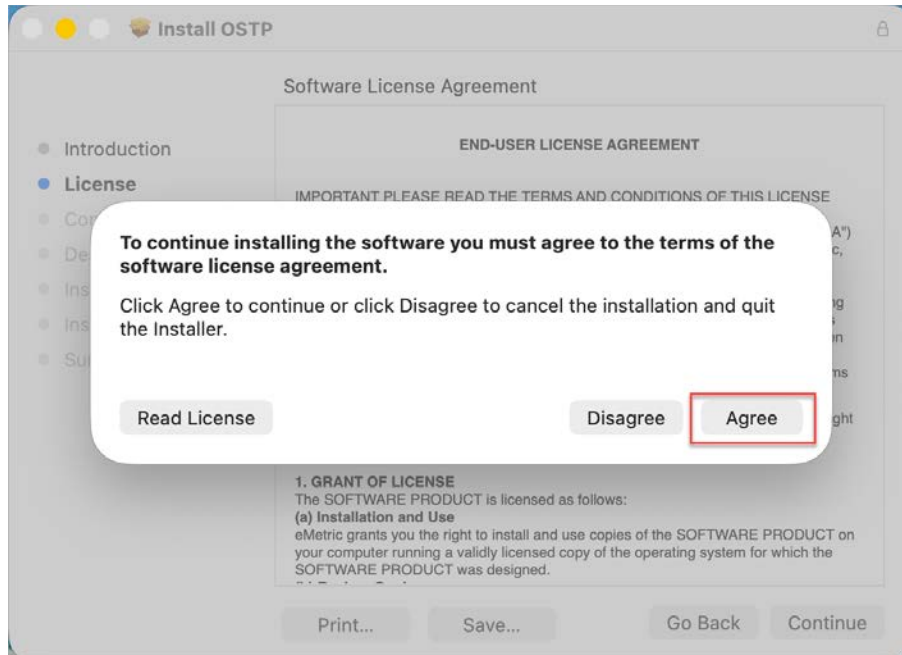 Install OSTP
Software License Agreement
Introduction
License
END-USER LICENSE AGREEMENT
IMPORTANT PLEASE READ THE TERMS AND CONDITIONS OF THIS LICENSE
To continue installing the software you must agree to the terms of the
software license agreement.
Click Agree to continue or click Disagree to cancel the installation and quit
the Installer.
Read License
Disagree
Agree
1. GRANT OF LICENSE
The SOFTWARE PRODUCT is licensed as follows:
(a) Installation and Use
eMetric grants you the right to install and use copies of the SOFTWARE PRODUCT on
your computer running a validly licensed copy of the operating system for which the
SOFTWARE PRODUCT was designed.
Print...
Save...
Go Back
Continue